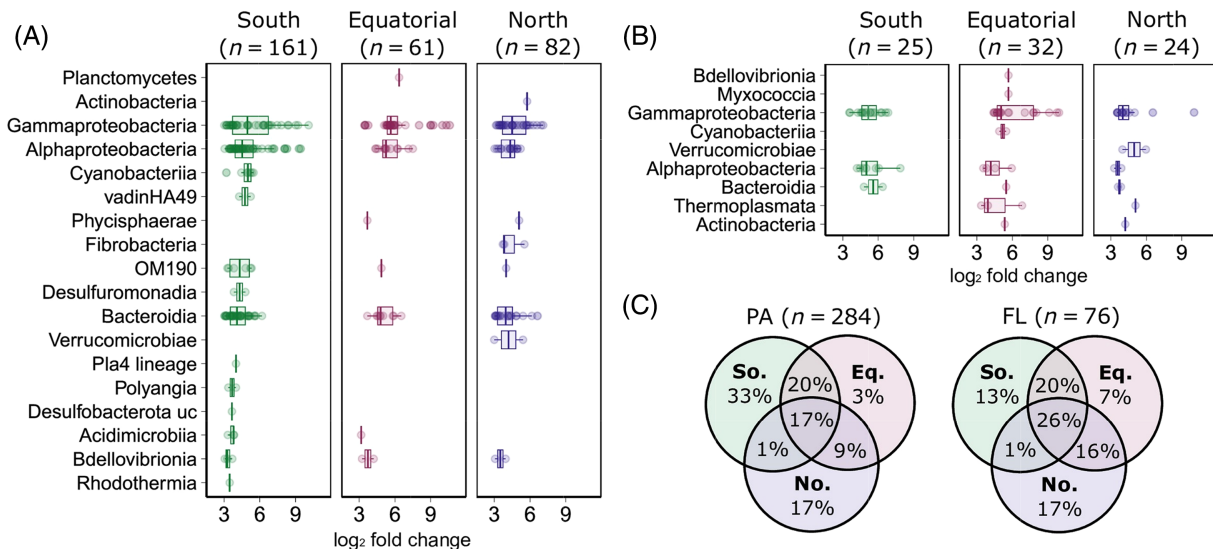 (A)
South
(n = 161)
Equatorial
(n = 61)
North
(n = 82)
Planctomycetes
Actinobacteria
Gammaproteobacteria
Alphaproteobacteria
Cyanobacteriia
vadinHA49
Phycisphaerae
Fibrobacteria
OM190
Desulfuromonadia
Bacteroidia
Verrucomicrobiae
Pla4 lineage
Polyangia
Desulfobacterota uc
Acidimicrobiia
Bdellovibrionia
Rhodothermia
3 6 9 3 6 9 3 6 9
log₂ fold change
(B)
South
(n = 25)
Equatorial
(n = 32)
North
(n = 24)
Bdellovibrionia
Myxococcia
Gammaproteobacteria
Cyanobacteriia
Verrucomicrobiae
Alphaproteobacteria
Bacteroidia
Thermoplasmata
Actinobacteria
3 6 9 3 6 9 3 6 9
log₂ fold change
(C)
PA (n = 284)
So.
33%
20%
Eq.
3%
17%
1%
9%
No.
17%
FL (n = 76)
So.
13%
20%
Eq.
7%
26%
1%
16%
No.
17%